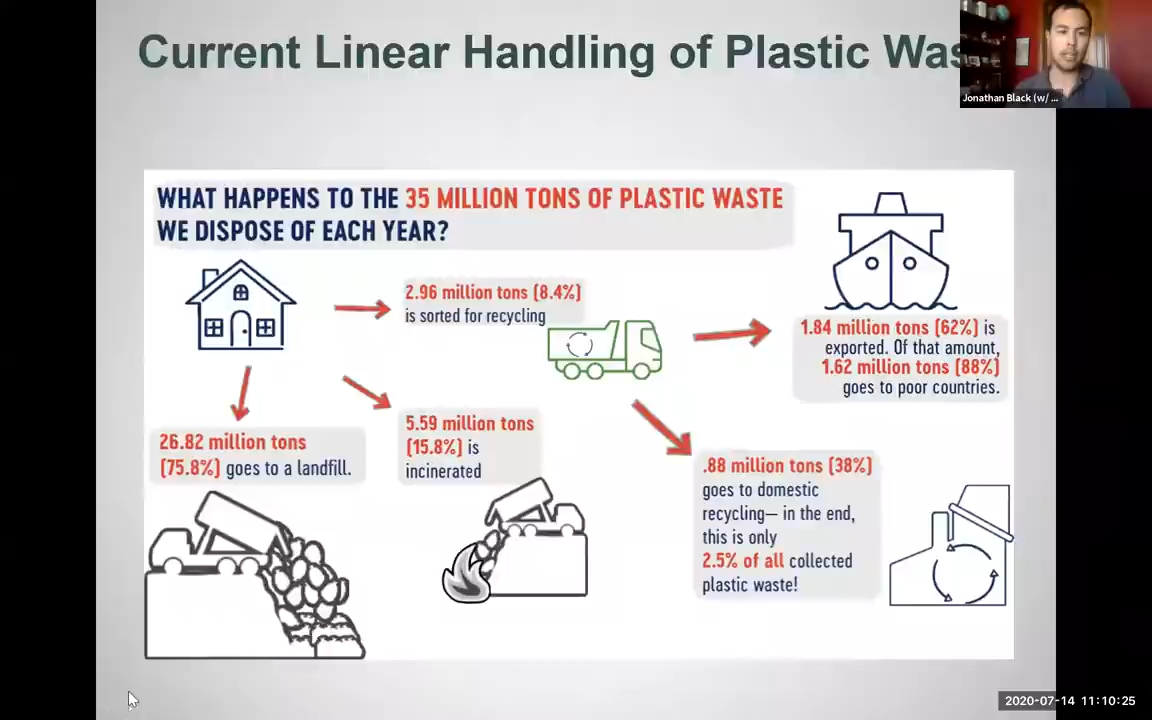 Current Linear Handling of Plastic Was
Jonathan Black (w/ ...
WHAT HAPPENS TO THE 35 MILLION TONS OF PLASTIC WASTE
WE DISPOSE OF EACH YEAR?
2.96 million tons (8.4%)
is sorted for recycling
1.84 million tons (62%) is
exported. Of that amount,
1.62 million tons (88%)
goes to poor countries.
26.82 million tons
(75.8%) goes to a landfill.
5.59 million tons
(15.8%) is
incinerated
.88 million tons (38%)
goes to domestic
recycling— in the end,
this is only
2.5% of all collected
plastic waste!
2020-07-14 11:10:25